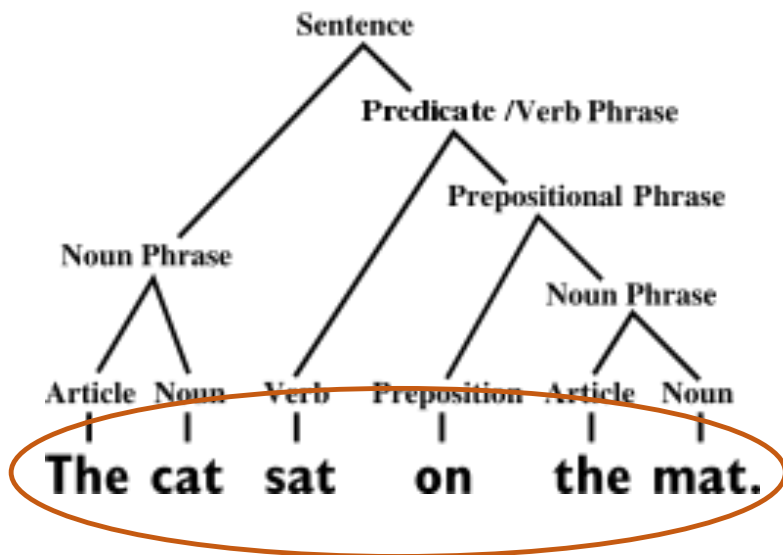 Sentence
Predicate /Verb Phrase
Prepositional Phrase
Noun Phrase
Noun Phrase
Article Noun Verb Preposition Article Noun
The cat sat on the mat.